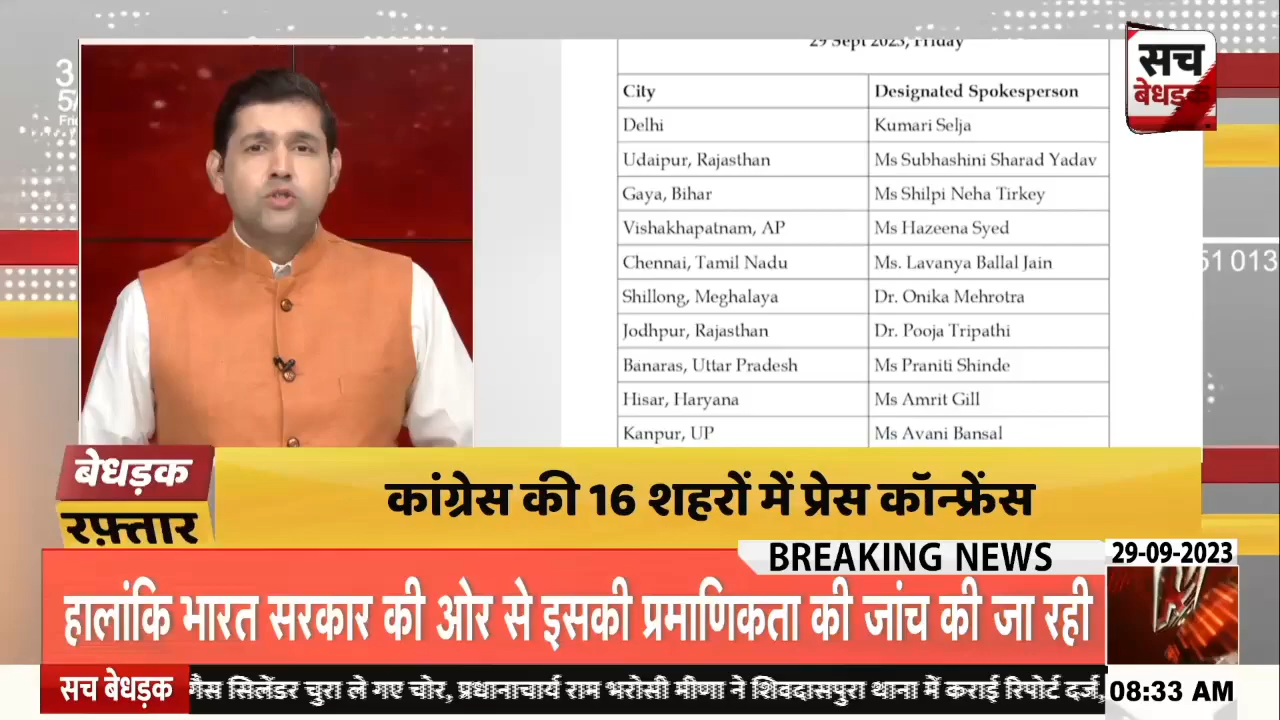 29 Sept 2023, Friday
City Designated Spokesperson
Delhi Kumari Selja
Udaipur, Rajasthan Ms Subhashini Sharad Yadav
Gaya, Bihar Ms Shilpi Neha Tirkey
Vishakhapatnam, AP Ms Hazeena Syed
Chennai, Tamil Nadu Ms. Lavanya Ballal Jain
Shillong, Meghalaya Dr. Onika Mehrotra
Jodhpur, Rajasthan Dr. Pooja Tripathi
Banaras, Uttar Pradesh Ms Praniti Shinde
Hisar, Haryana Ms Amrit Gill
Kanpur, UP Ms Avani Bansal
सच
बेधड़क
51 013
बेधड़क
रफ़्तार
कांग्रेस की 16 शहरों में प्रेस कॉन्फ्रेंस
BREAKING NEWS
29-09-2023
हालांकि भारत सरकार की ओर से इसकी प्रमाणिकता की जांच की जा रही
सच बेधड़क
गैस सिलेंडर चुरा ले गए चोर, प्रधानाचार्य राम भरोसी मीणा ने शिवदासपुरा थाना में कराई रिपोर्ट दर्ज,
08:33 AM